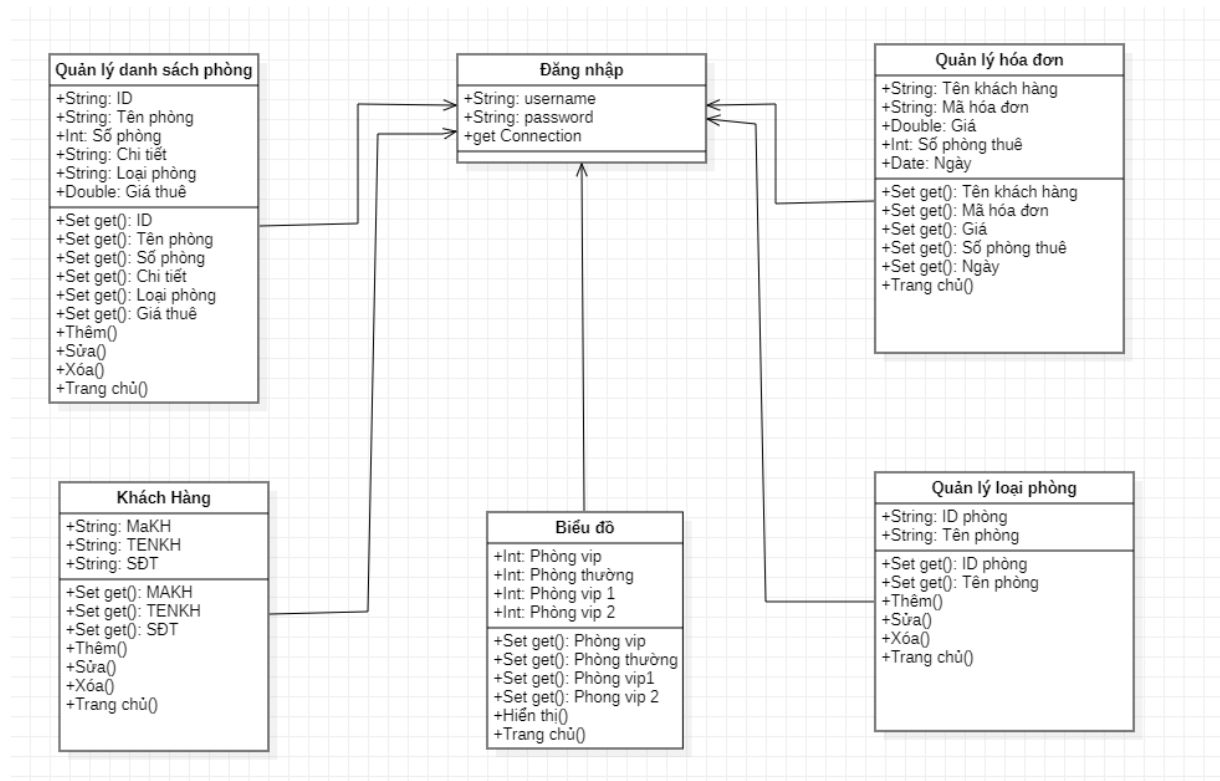 Quản lý danh sách phòng
+String: ID
+String: Tên phòng
+Int: Số phòng
+String: Chi tiết
+String: Loại phòng
+Double: Giá thuê
+Set get(): ID
+Set get(): Tên phòng
+Set get(): Số phòng
+Set get(): Chi tiết
+Set get(): Loại phòng
+Set get(): Giá thuê
+Thêm()
+Sửa()
+Xóa()
+Trang chủ()
Đăng nhập
+String: username
+String: password
+get Connection
Quản lý hóa đơn
+String: Tên khách hàng
+String: Mã hóa đơn
+Double: Giá
+Int: Số phòng thuê
+Date: Ngày
+Set get(): Tên khách hàng
+Set get(): Mã hóa đơn
+Set get(): Giá
+Set get(): Số phòng thuê
+Set get(): Ngày
+Trang chủ()
Khách Hàng
+String: MaKH
+String: TENKH
+String: SĐT
+Set get(): MAKH
+Set get(): TENKH
+Set get(): SĐT
+Thêm()
+Sửa()
+Xóa()
+Trang chủ()
Biểu đồ
+Int: Phòng vip
+Int: Phòng thường
+Int: Phòng vip 1
+Int: Phòng vip 2
+Set get(): Phòng vip
+Set get(): Phòng thường
+Set get(): Phòng vip1
+Set get(): Phong vip 2
+Hiển thị()
+Trang chủ()
Quản lý loại phòng
+String: ID phòng
+String: Tên phòng
+Set get(): ID phòng
+Set get(): Tên phòng
+Thêm()
+Sửa()
+Xóa()
+Trang chủ()